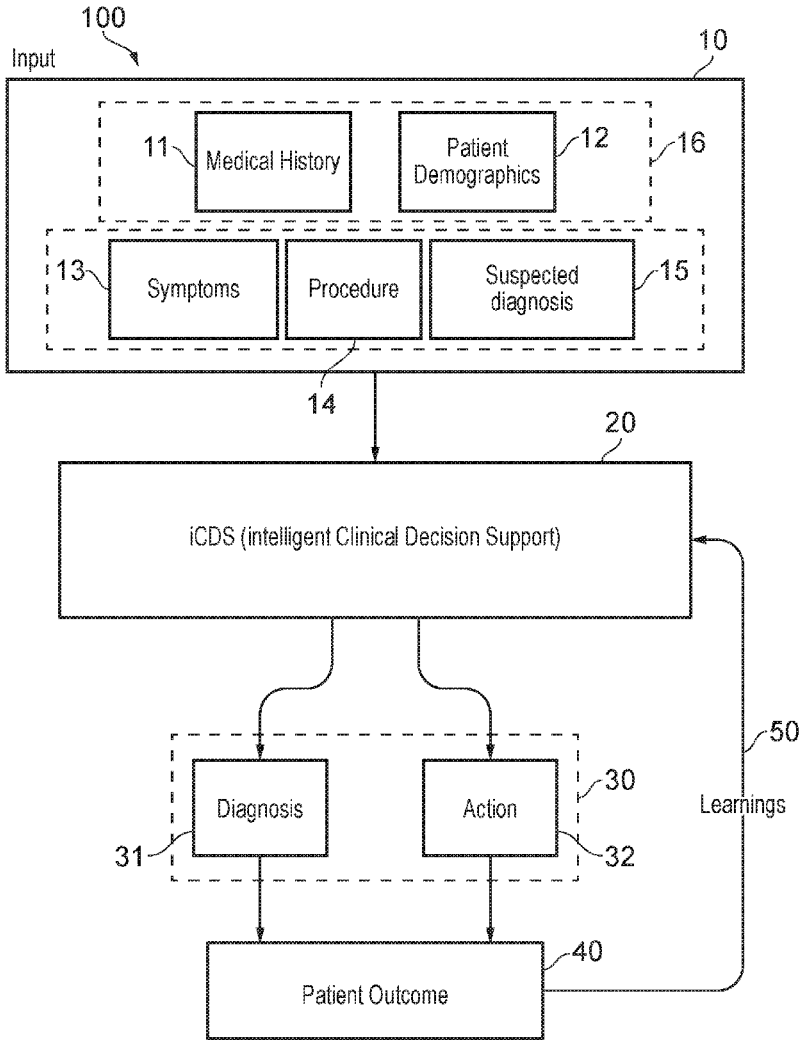 100
Input
10
11
Medical History
Patient
Demographics
12
16
13
Symptoms
Procedure
Suspected
diagnosis
15
14
20
iCDS (intelligent Clinical Decision Support)
50
Learnings
30
Diagnosis
Action
31
32
40
Patient Outcome